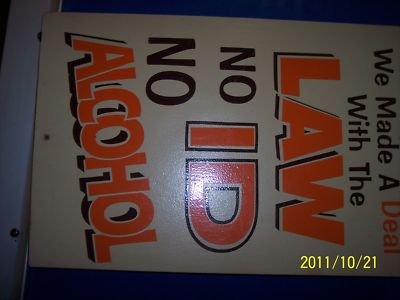 We Made A Deal
With The
LAW
NO ID
NO ALCOHOL
2011/10/21